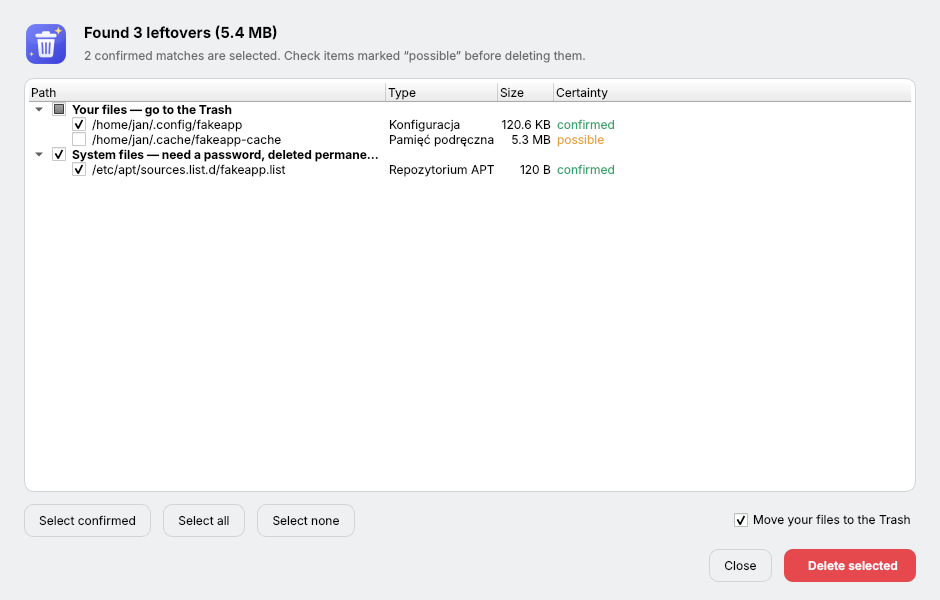 Found 3 leftovers (5.4 MB)
2 confirmed matches are selected. Check items marked “possible” before deleting them.
Path Type Size Certainty
Your files — go to the Trash
/home/jan/.config/fakeapp Konfiguracja 120.6 KB confirmed
/home/jan/.cache/fakeapp-cache Pamięć podręczna 5.3 MB possible
System files — need a password, deleted permane...
/etc/apt/sources.list.d/fakeapp.list Repozytorium APT 120 B confirmed
Select confirmed Select all Select none Move your files to the Trash
Close Delete selected